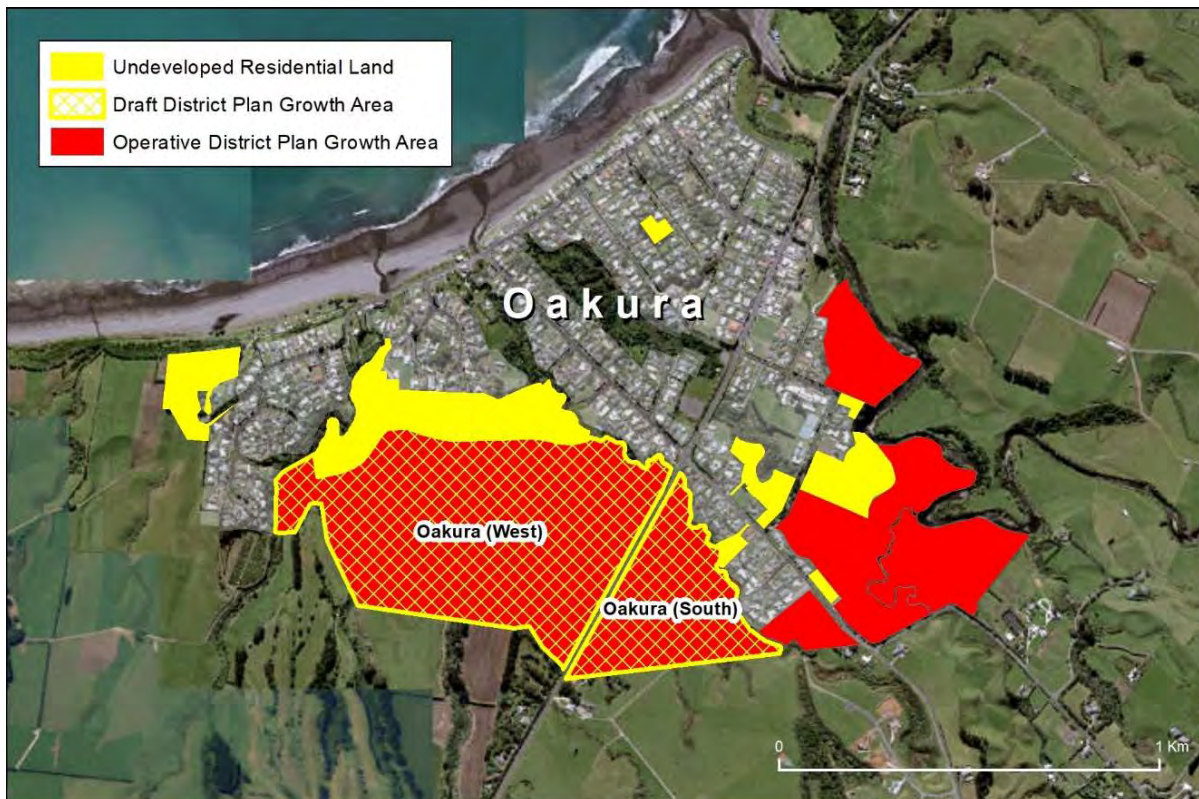 Undeveloped Residential Land
Draft District Plan Growth Area
Operative District Plan Growth Area
Oakura
Oakura (West)
Oakura (South)
0
1 Km